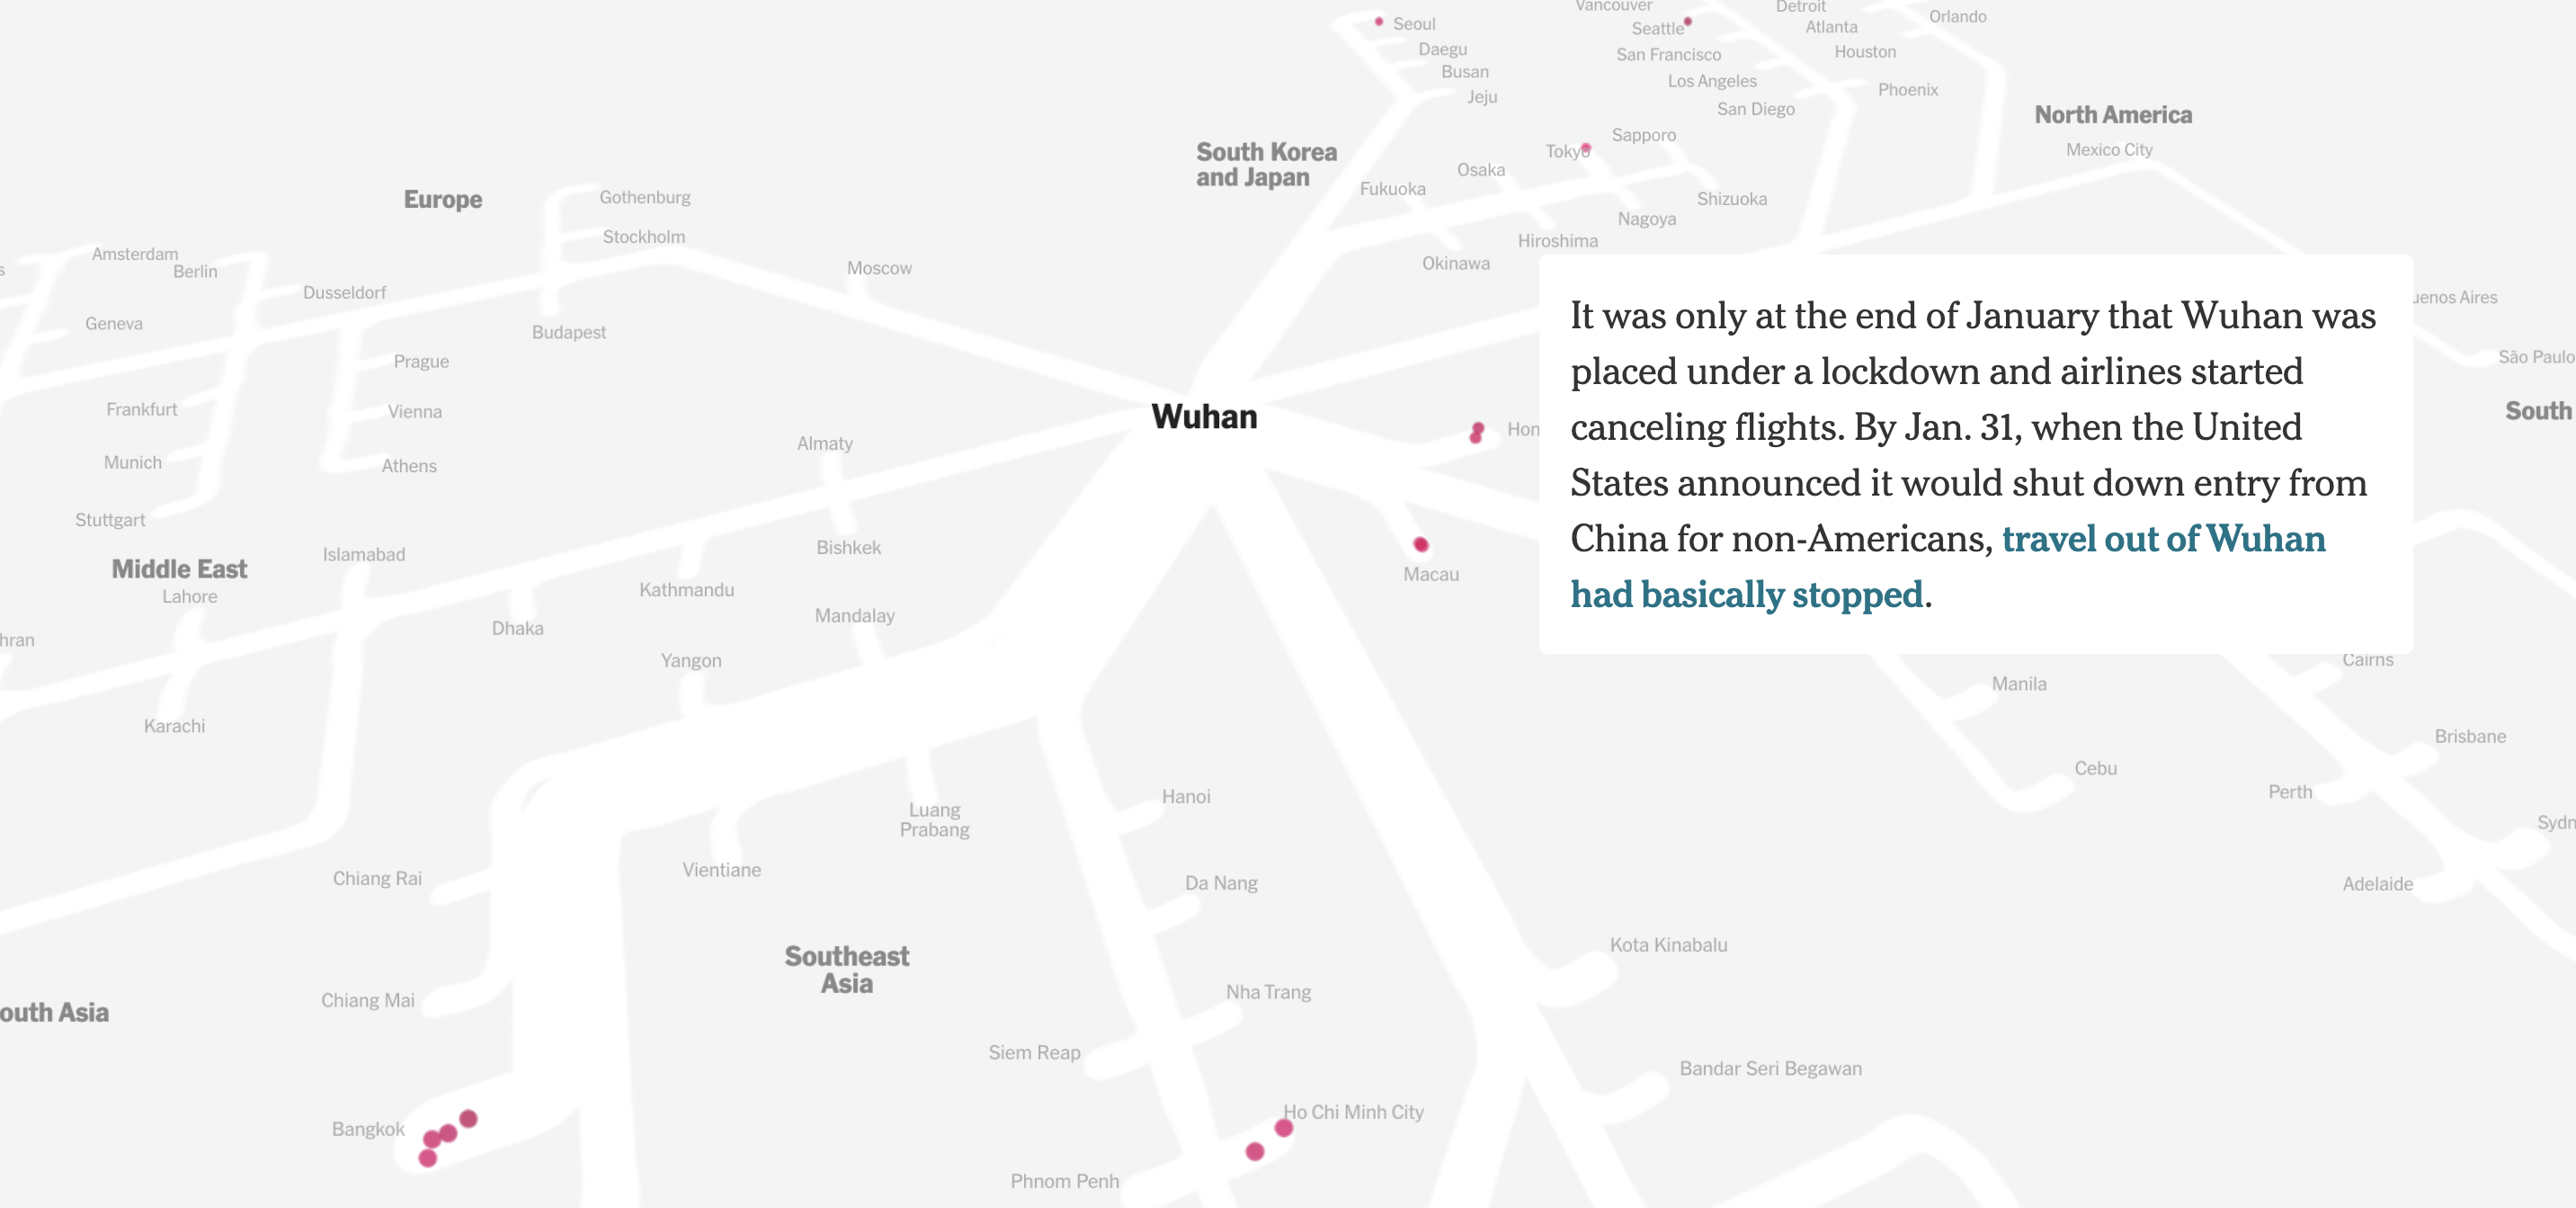 Vancouver
Detroit
Orlando
Seoul
Seattle
Atlanta
Daegu
San Francisco
Houston
Busan
Los Angeles
Phoenix
Jeju
San Diego
North America
Mexico City
Sapporo
South Korea
and Japan
Tokyo
Osaka
Fukuoka
Shizuoka
Nagoya
Hiroshima
Okinawa
Europe
Gothenburg
Stockholm
Amsterdam
Berlin
Moscow
Dusseldorf
Geneva
Budapest
Prague
Frankfurt
Vienna
Munich
Athens
Stuttgart
Wuhan
Almaty
It was only at the end of January that Wuhan was
placed under a lockdown and airlines started
canceling flights. By Jan. 31, when the United
States announced it would shut down entry from
China for non-Americans, travel out of Wuhan
had basically stopped.
uenos Aires
São Paulo
South
Hon
Macau
Middle East
Islamabad
Lahore
Bishkek
Kathmandu
Mandalay
Dhaka
hran
Yangon
Karachi
Cairns
Manila
Brisbane
Cebu
Perth
Sydn
Adelaide
Hanoi
Luang
Prabang
Vientiane
Chiang Rai
Da Nang
Southeast
Asia
Kota Kinabalu
Chiang Mai
outh Asia
Nha Trang
Siem Reap
Bandar Seri Begawan
Bangkok
Ho Chi Minh City
Phnom Penh